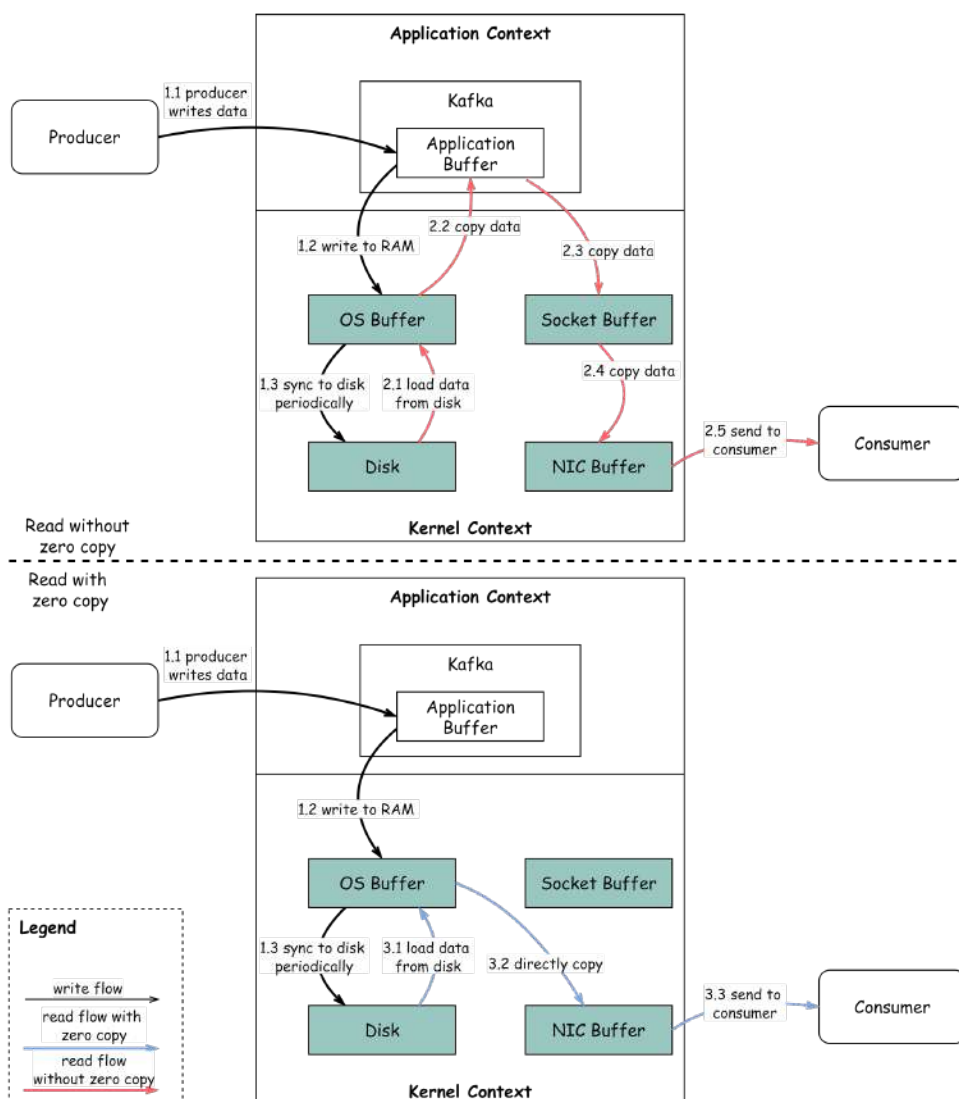 Application Context
1.1 producer
writes data
Kafka
Producer
Application
Buffer
2.2 copy data
1.2 write to RAM
2.3 copy data
OS Buffer
Socket Buffer
1.3 sync to disk
periodically
2.1 load data
from disk
2.4 copy data
2.5 send to
consumer
Consumer
Disk
NIC Buffer
Read without
zero copy
Kernel Context
Read with
zero copy
Application Context
1.1 producer
writes data
Kafka
Producer
Application
Buffer
1.2 write to RAM
OS Buffer
Socket Buffer
Legend
1.3 sync to disk
periodically
3.1 load data
from disk
3.2 directly copy
write flow
3.3 send to
consumer
Consumer
read flow with
zero copy
Disk
NIC Buffer
read flow
without zero copy
Kernel Context